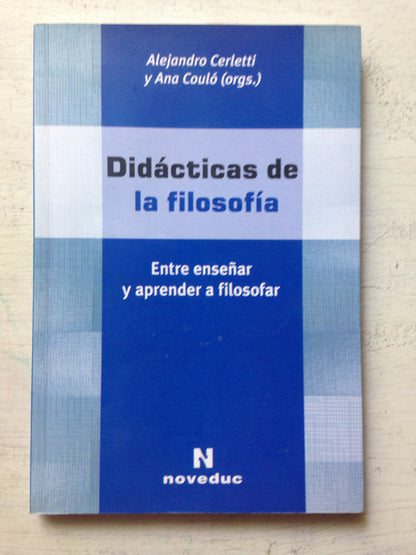 Alejandro Cerletti
y Ana Couló (orgs.)
Didácticas de
la filosofía
Entre enseñar
y aprender a filosofar
N
noveduc